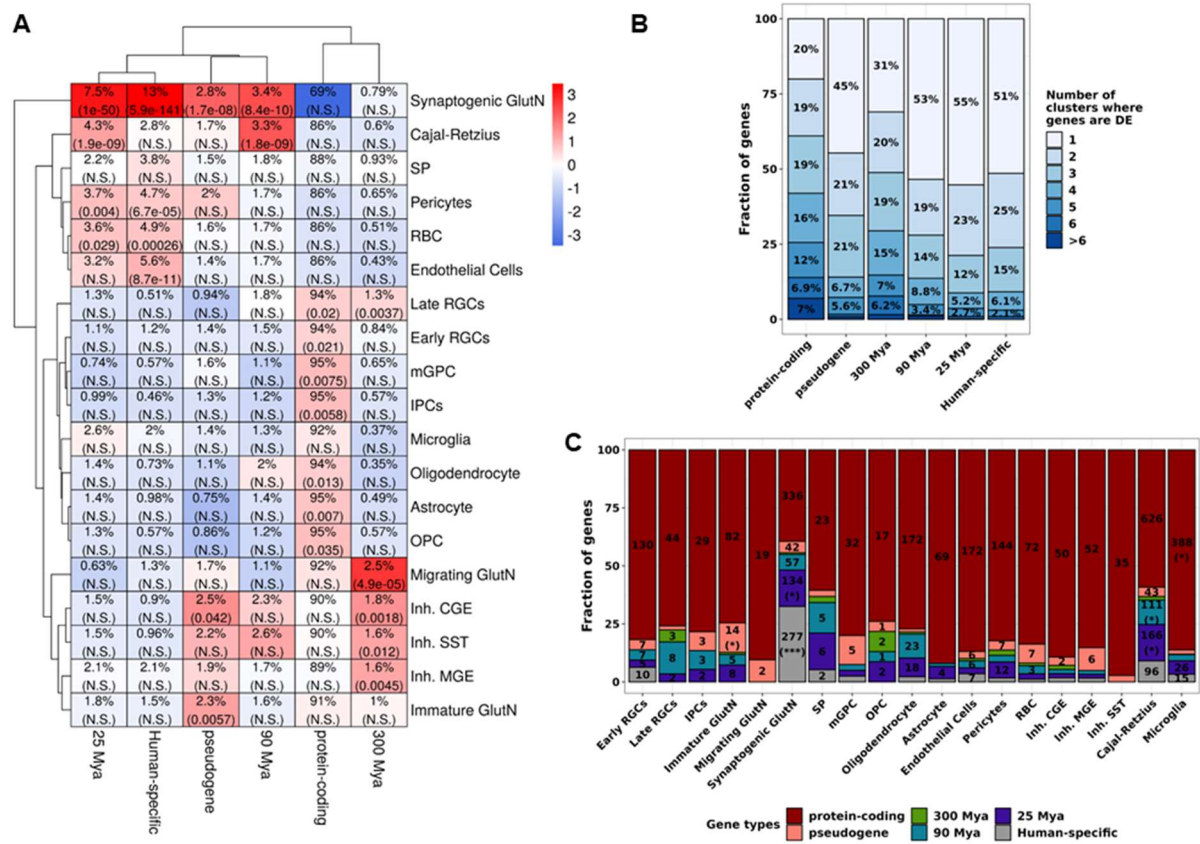 A
7.5% 13% 2.8% 3.4% 69% 0.79% Synaptogenic GlutN
(1e-50) (5.9e-141) (1.7e-08) (8.4e-10) (N.S.) (N.S.)
4.3% 2.8% 1.7% 3.3% 86% 0.6% Cajal-Retzius
(1.9e-09) (N.S.) (N.S.) (1.8e-09) (N.S.) (N.S.)
2.2% 3.8% 1.5% 1.8% 88% 0.93% SP
(N.S.) (N.S.) (N.S.) (N.S.) (N.S.) (N.S.)
3.7% 4.7% 2% 1.7% 86% 0.65% Pericytes
(0.004) (6.7e-05) (N.S.) (N.S.) (N.S.) (N.S.)
3.6% 4.9% 1.6% 1.7% 86% 0.51% RBC
(0.029) (0.00026) (N.S.) (N.S.) (N.S.) (N.S.)
3.2% 5.6% 1.4% 1.7% 86% 0.43% Endothelial Cells
(N.S.) (8.7e-11) (N.S.) (N.S.) (N.S.) (N.S.)
1.3% 0.51% 0.94% 1.8% 94% 1.3% Late RGCs
(N.S.) (N.S.) (N.S.) (N.S.) (0.02) (0.0037)
1.1% 1.2% 1.4% 1.5% 94% 0.84% Early RGCs
(N.S.) (N.S.) (N.S.) (N.S.) (0.021) (N.S.)
0.74% 0.57% 1.6% 1.1% 95% 0.65% mGPC
(N.S.) (N.S.) (N.S.) (N.S.) (0.0075) (N.S.)
0.99% 0.46% 1.3% 1.2% 95% 0.57% IPCs
(N.S.) (N.S.) (N.S.) (N.S.) (0.0058) (N.S.)
2.6% 2% 1.4% 1.3% 92% 0.37% Microglia
(N.S.) (N.S.) (N.S.) (N.S.) (N.S.) (N.S.)
1.4% 0.73% 1.1% 2% 94% 0.35% Oligodendrocyte
(N.S.) (N.S.) (N.S.) (N.S.) (0.013) (N.S.)
1.4% 0.98% 0.75% 1.4% 95% 0.49% Astrocyte
(N.S.) (N.S.) (N.S.) (N.S.) (0.007) (N.S.)
1.3% 0.57% 0.86% 1.2% 95% 0.57% OPC
(N.S.) (N.S.) (N.S.) (N.S.) (0.035) (N.S.)
0.63% 1.3% 1.7% 1.1% 92% 2.5% Migrating GlutN
(N.S.) (N.S.) (N.S.) (N.S.) (N.S.) (4.9e-05)
1.5% 0.9% 2.5% 2.3% 90% 1.8% Inh. CGE
(N.S.) (N.S.) (0.042) (N.S.) (N.S.) (0.0018)
1.5% 0.96% 2.2% 2.6% 90% 1.6% Inh. SST
(N.S.) (N.S.) (N.S.) (N.S.) (N.S.) (0.012)
2.1% 2.1% 1.9% 1.7% 89% 1.6% Inh. MGE
(N.S.) (N.S.) (N.S.) (N.S.) (N.S.) (0.0045)
1.8% 1.5% 2.3% 1.6% 91% 1% Immature GlutN
(N.S.) (N.S.) (0.0057) (N.S.) (N.S.) (N.S.)
25 Mya Human-specific pseudogene 90 Mya protein-coding 300 Mya
3
2
1
0
-1
-2
-3
B
Fraction of genes
100
75
50
25
0
20% 19% 19% 16% 12% 6.9% 7%
45% 21% 21% 6.7% 5.6%
31% 20% 19% 15% 7% 6.2%
53% 19% 14% 8.8% 3.4%
55% 23% 12% 5.2% 2.7%
51% 25% 15% 6.1% 2.1%
protein-coding pseudogene 300 Mya 90 Mya 25 Mya Human-specific
Number of
clusters where
genes are DE
1
2
3
4
5
6
>6
C
Fraction of genes
100
75
50
25
0
130 7 7 5 10
44 3 8 2
29 3 3 2
82 14 (*) 5 8
19 2
336 42 57 134 (*) 277 (***)
23 5 6 2
32 5
17 1 2 1 2
172 23 18
69 4
172 6 6 7
144 7 12
72 7 3
50 2
52 6
35
626 43 111 (*) 166 (*) 96
388 (*) 26 15
Early RGCs Late RGCs IPCs Immature GlutN Migrating GlutN Synaptogenic GlutN SP mGPC OPC Oligodendrocyte Astrocyte Endothelial Cells Pericytes RBC Inh. CGE Inh. MGE Inh. SST Cajal-Retzius Microglia
Gene types
protein-coding 300 Mya 25 Mya
pseudogene 90 Mya Human-specific